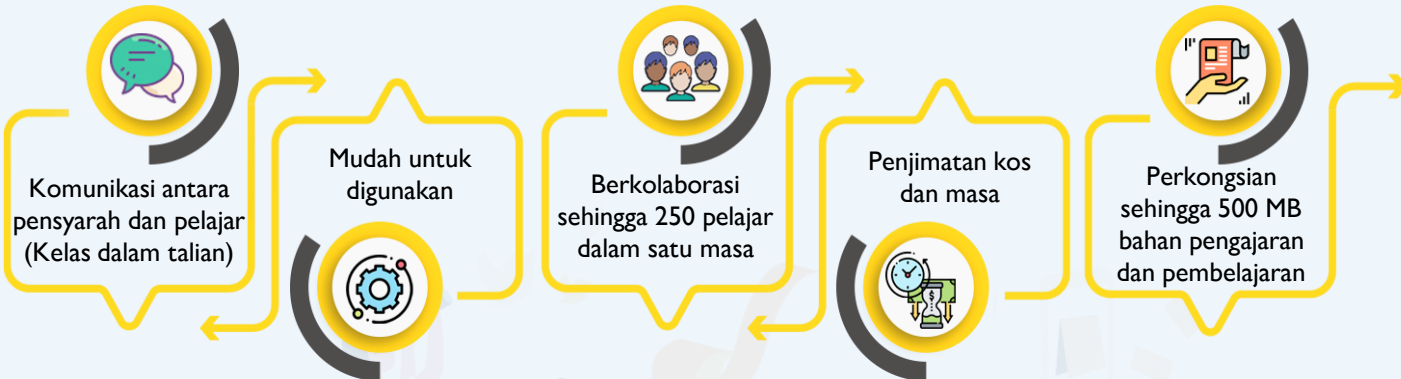 Komunikasi antara
pensyarah dan pelajar
(Kelas dalam talian)
Mudah untuk
digunakan
Berkolaborasi
sehingga 250 pelajar
dalam satu masa
Penjimatan kos
dan masa
Perkongsian
sehingga 500 MB
bahan pengajaran
dan pembelajaran